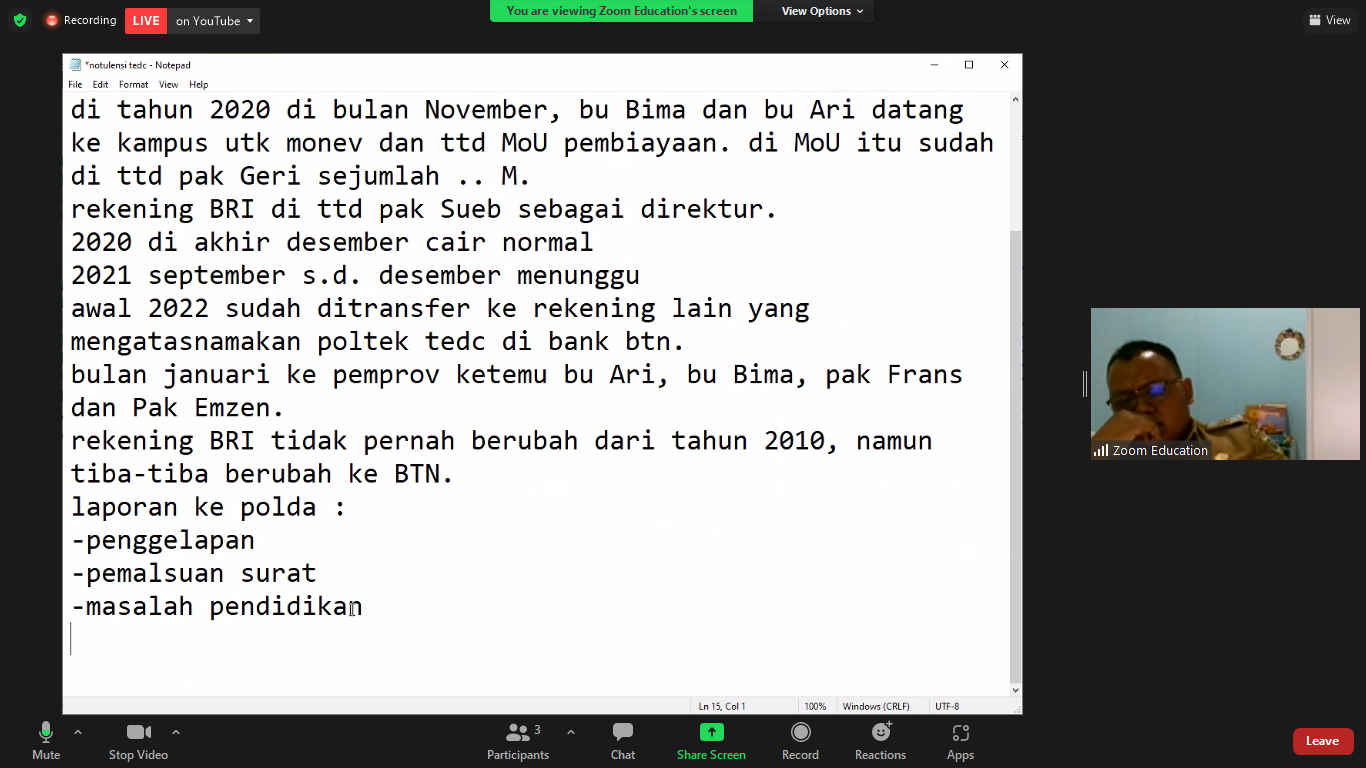 Recording
LIVE
on YouTube
You are viewing Zoom Education's screen
View Options
View
*notulensi tedc - Notepad
File Edit Format View Help
di tahun 2020 di bulan November, bu Bima dan bu Ari datang
ke kampus utk monev dan ttd MoU pembiayaan. di MoU itu sudah
di ttd pak Geri sejumlah .. M.
rekening BRI di ttd pak Sueb sebagai direktur.
2020 di akhir desember cair normal
2021 september s.d. desember menunggu
awal 2022 sudah ditransfer ke rekening lain yang
mengatasnamakan poltek tedc di bank btn.
bulan januari ke pemprov ketemu bu Ari, bu Bima, pak Frans
dan Pak Emzen.
rekening BRI tidak pernah berubah dari tahun 2010, namun
tiba-tiba berubah ke BTN.
laporan ke polda :
-penggelapan
-pemalsuan surat
-masalah pendidikan
Ln 15, Col 1
100%
Windows (CRLF)
UTF-8
Zoom Education
Mute
Stop Video
Participants
3
Chat
Share Screen
Record
Reactions
Apps
Leave